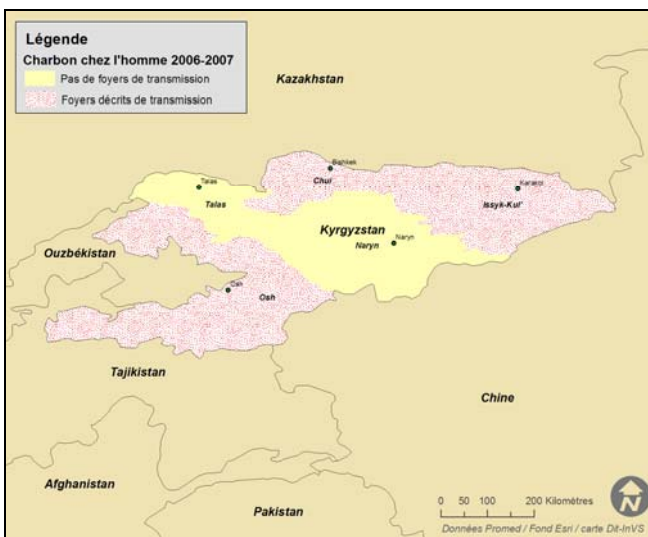 Légende
Charbon chez l'homme 2006-2007
Pas de foyers de transmission
Foyers décrits de transmission
Kazakhstan
Bishkek
Chui
Talas
Karakol
Talas
Issyk-Kul'
Kyrgyzstan
Naryn
Naryn
Ouzbékistan
Osh
Osh
Tajikistan
Chine
Afghanistan
Pakistan
0 50 100 200 Kilomètres
N
Données Promed / Fond Esri / carte Dit-InVS